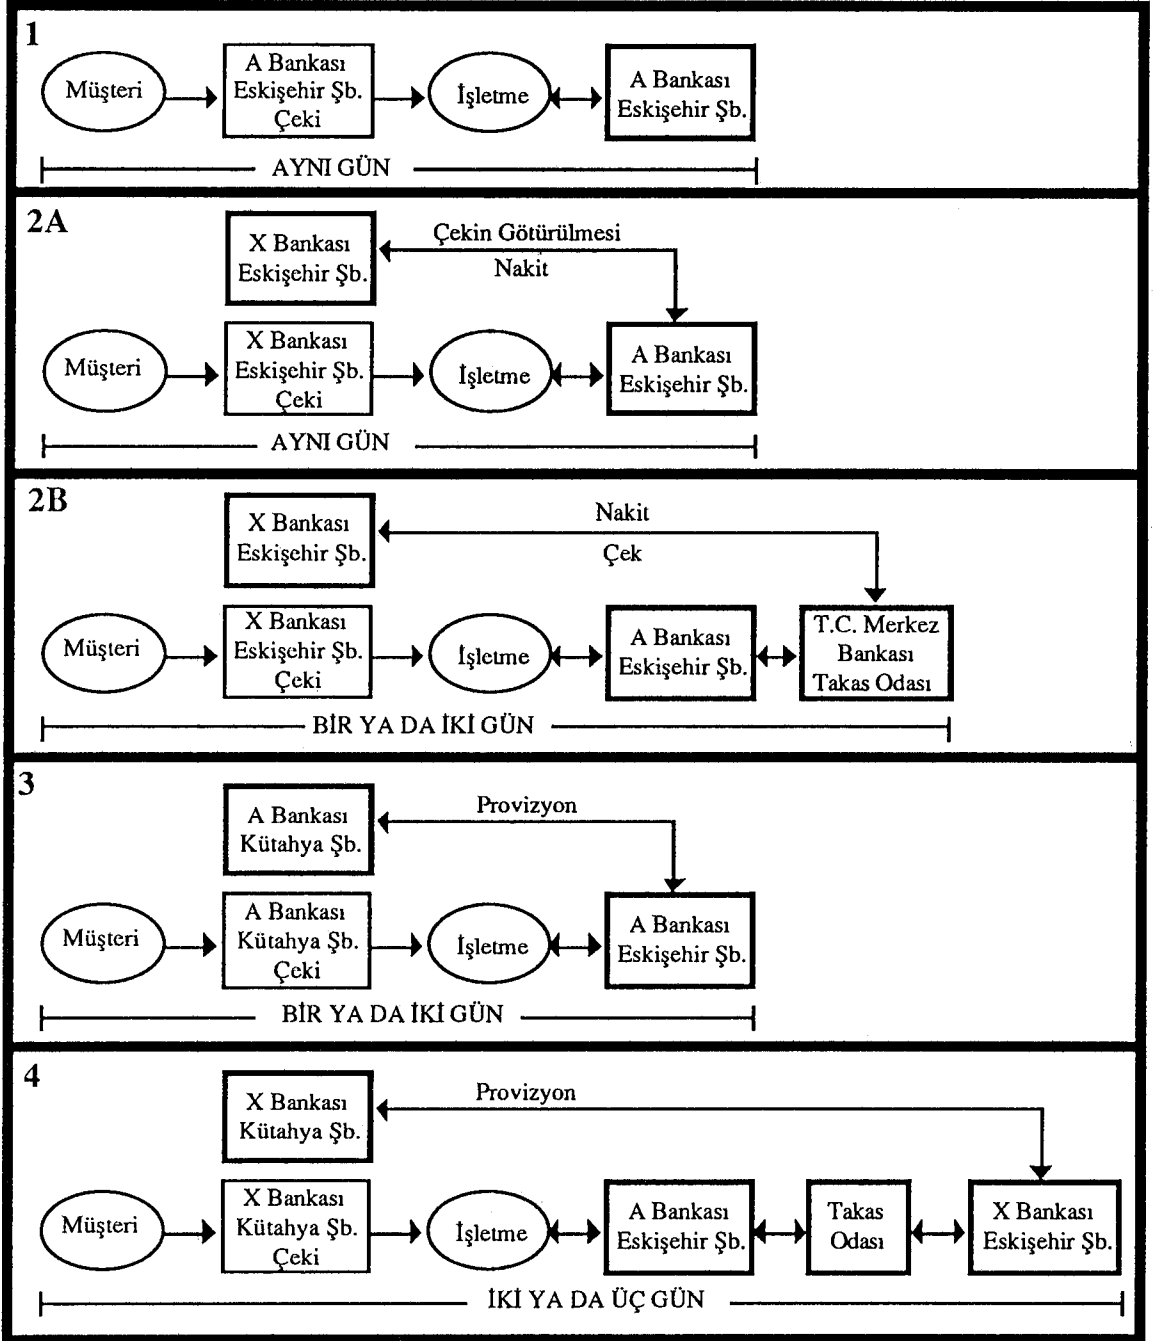 1
Müşteri
A Bankası
Eskişehir Şb.
Çeki
İşletme
A Bankası
Eskişehir Şb.
AYNI GÜN
2A
X Bankası
Eskişehir Şb.
Çekin Götürülmesi
Nakit
Müşteri
X Bankası
Eskişehir Şb.
Çeki
İşletme
A Bankası
Eskişehir Şb.
AYNI GÜN
2B
X Bankası
Eskişehir Şb.
Nakit
Çek
Müşteri
X Bankası
Eskişehir Şb.
Çeki
İşletme
A Bankası
Eskişehir Şb.
T.C. Merkez
Bankası
Takas Odası
BİR YA DA İKİ GÜN
3
A Bankası
Kütahya Şb.
Provizyon
Müşteri
A Bankası
Kütahya Şb.
Çeki
İşletme
A Bankası
Eskişehir Şb.
BİR YA DA İKİ GÜN
4
X Bankası
Kütahya Şb.
Provizyon
Müşteri
X Bankası
Kütahya Şb.
Çeki
İşletme
A Bankası
Eskişehir Şb.
Takas
Odası
X Bankası
Eskişehir Şb.
İKİ YA DA ÜÇ GÜN